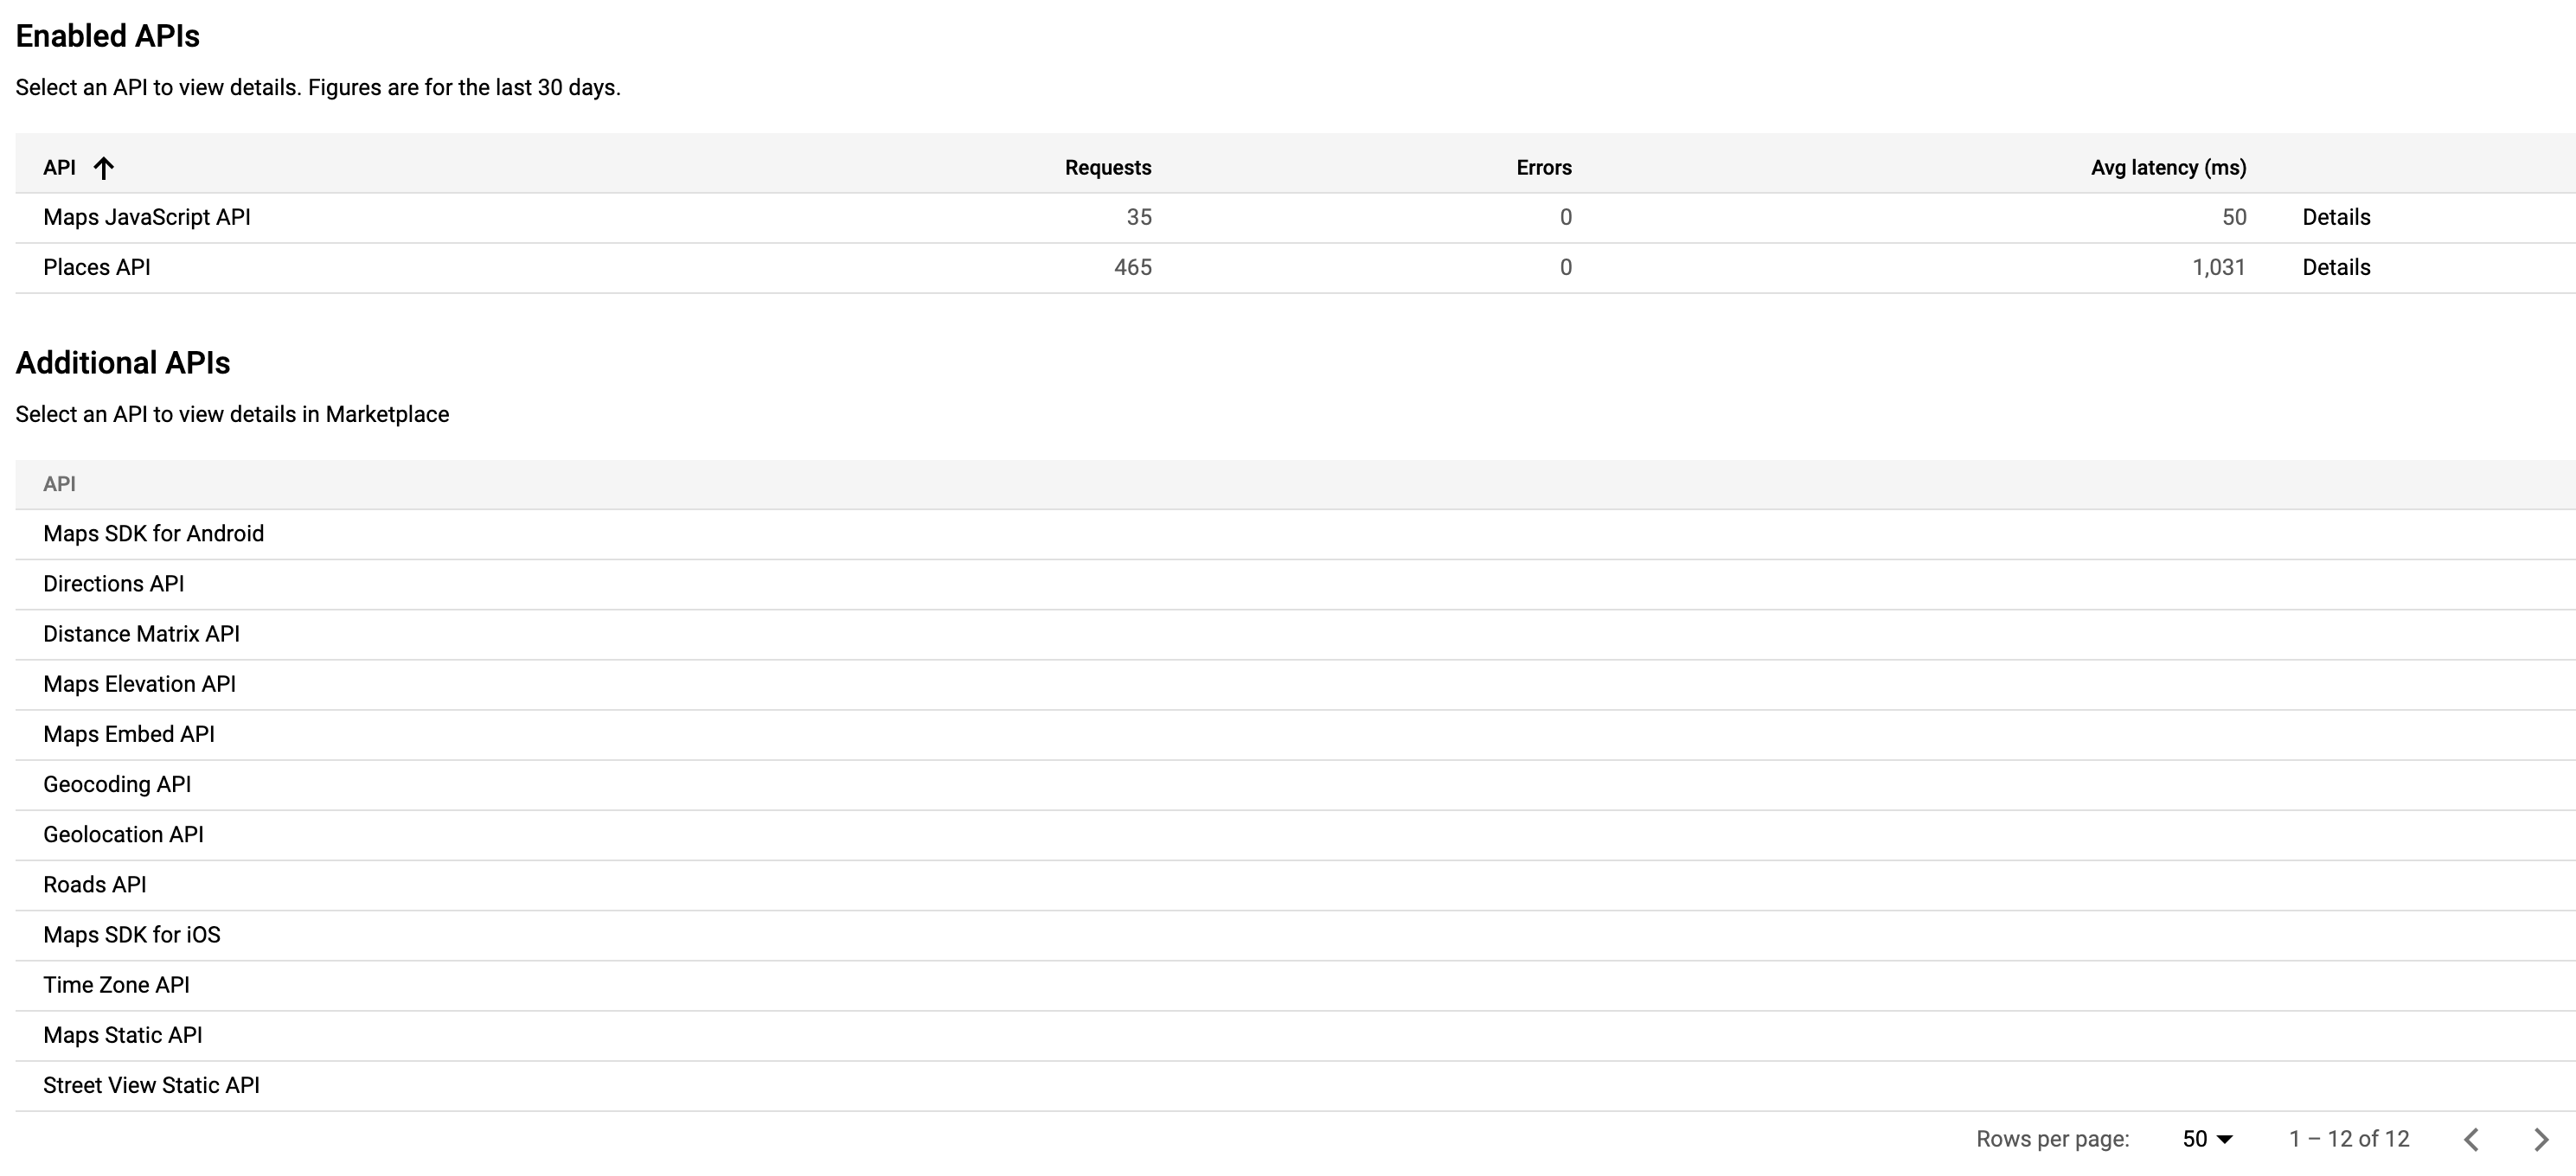 Enabled APIs
Select an API to view details. Figures are for the last 30 days.
API Requests Errors Avg latency (ms)
Maps JavaScript API 35 0 50 Details
Places API 465 0 1,031 Details
Additional APIs
Select an API to view details in Marketplace
API
Maps SDK for Android
Directions API
Distance Matrix API
Maps Elevation API
Maps Embed API
Geocoding API
Geolocation API
Roads API
Maps SDK for iOS
Time Zone API
Maps Static API
Street View Static API
Rows per page: 50 1 – 12 of 12